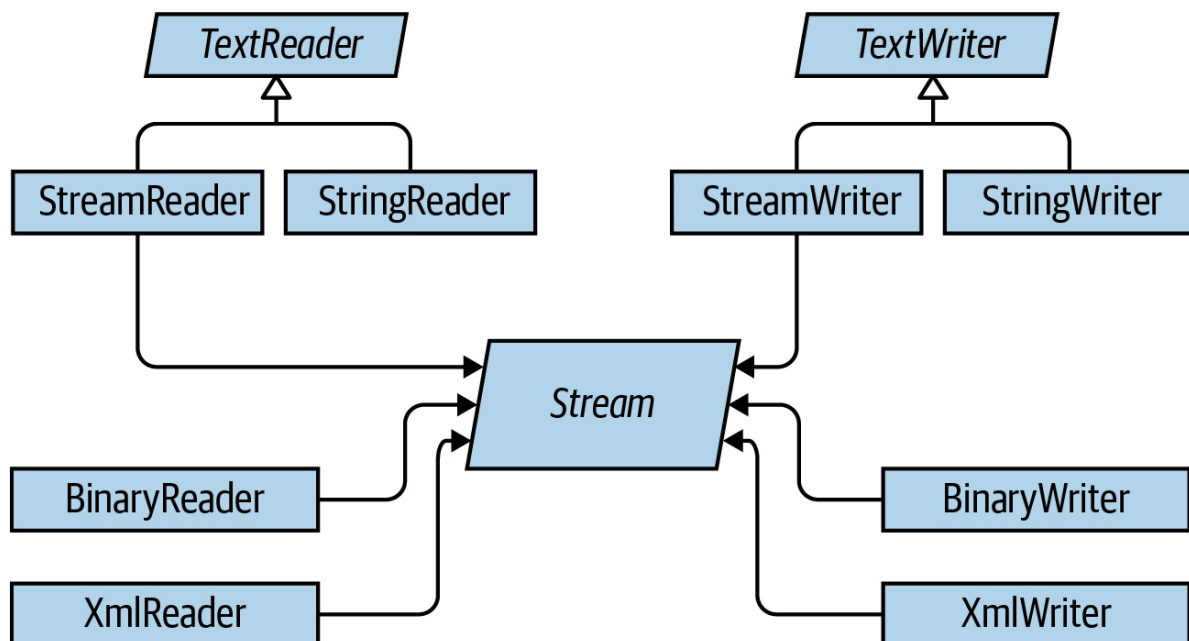 TextReader
TextWriter
StreamReader
StringReader
StreamWriter
StringWriter
Stream
BinaryReader
BinaryWriter
XmlReader
XmlWriter